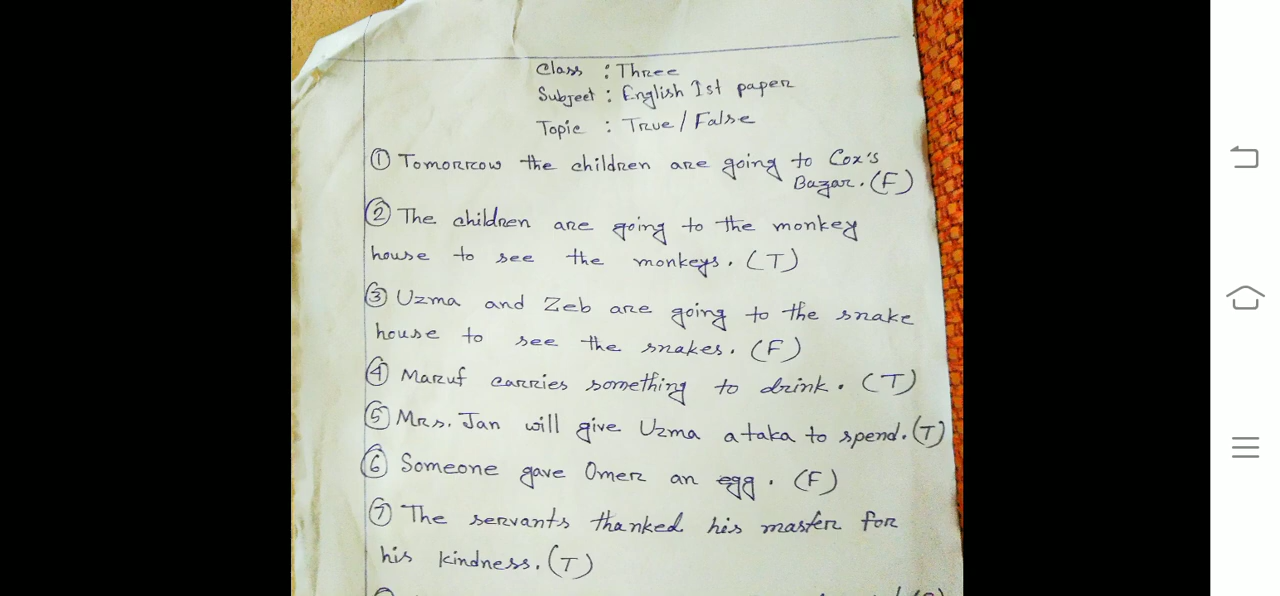 Class : Three
Subject : English 1st paper
Topic : True / False
① Tomorrow the children are going to Cox's
Bazar. (F)
② The children are going to the monkey
house to see the monkeys. (T)
③ Uzma and Zeb are going to the snake
house to see the snakes. (F)
④ Maruf carries something to drink. (T)
⑤ Mrs. Jan will give Uzma a taka to spend. (T)
⑥ Someone gave Omer an egg. (F)
⑦ The servants thanked his master for
his kindness. (T)